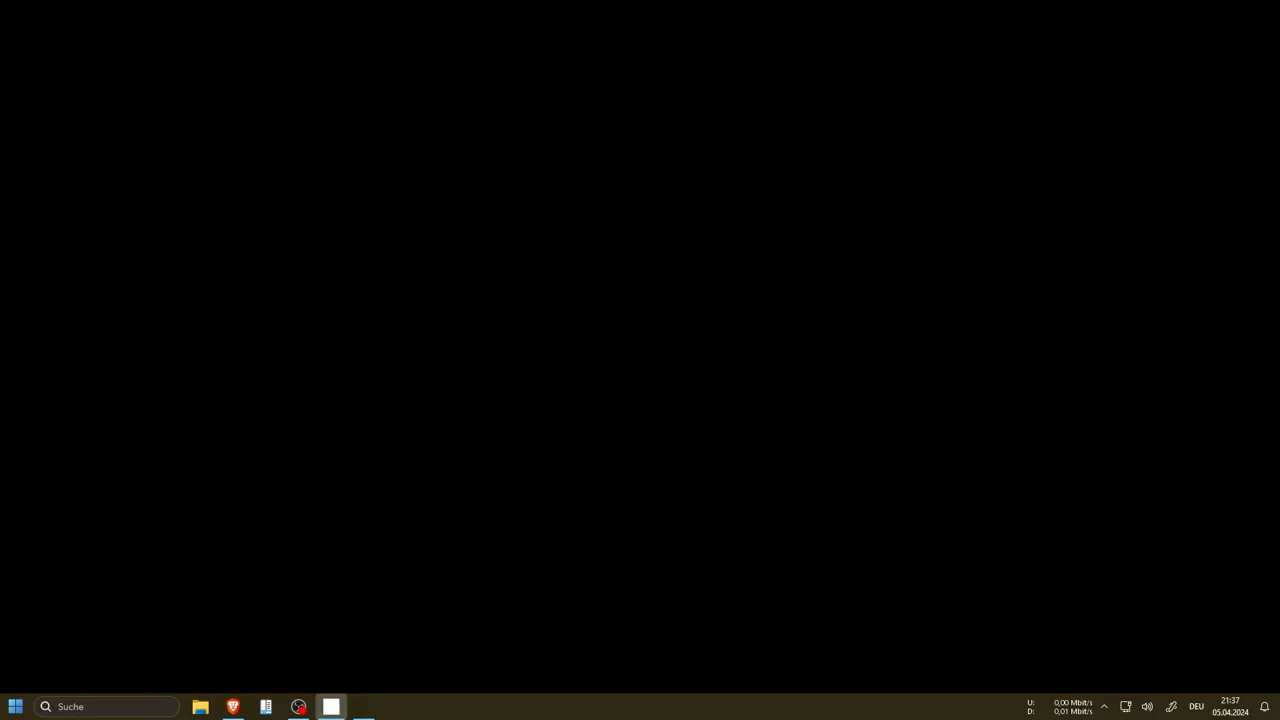 Suche
U: 0,00 Mbit/s
D: 0,01 Mbit/s
DEU
21:37
05.04.2024